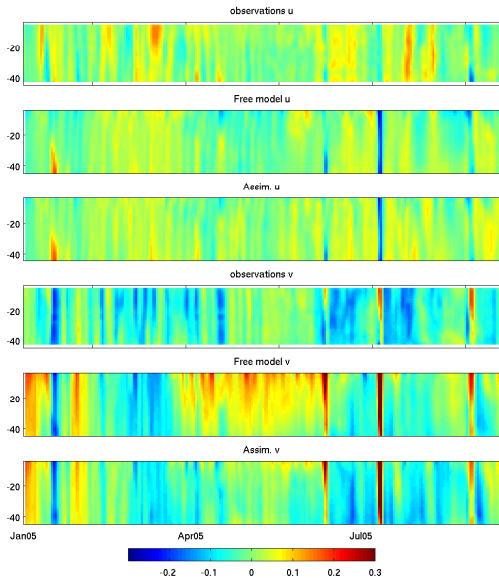 observations u
-20
-40
Free model u
-20
-40
Assim. u
-20
-40
observations v
-20
-40
Free model v
20
-40
Assim. v
-20
-40
Jan05 Apr05 Jul05
-0.2 -0.1 0 0.1 0.2 0.3